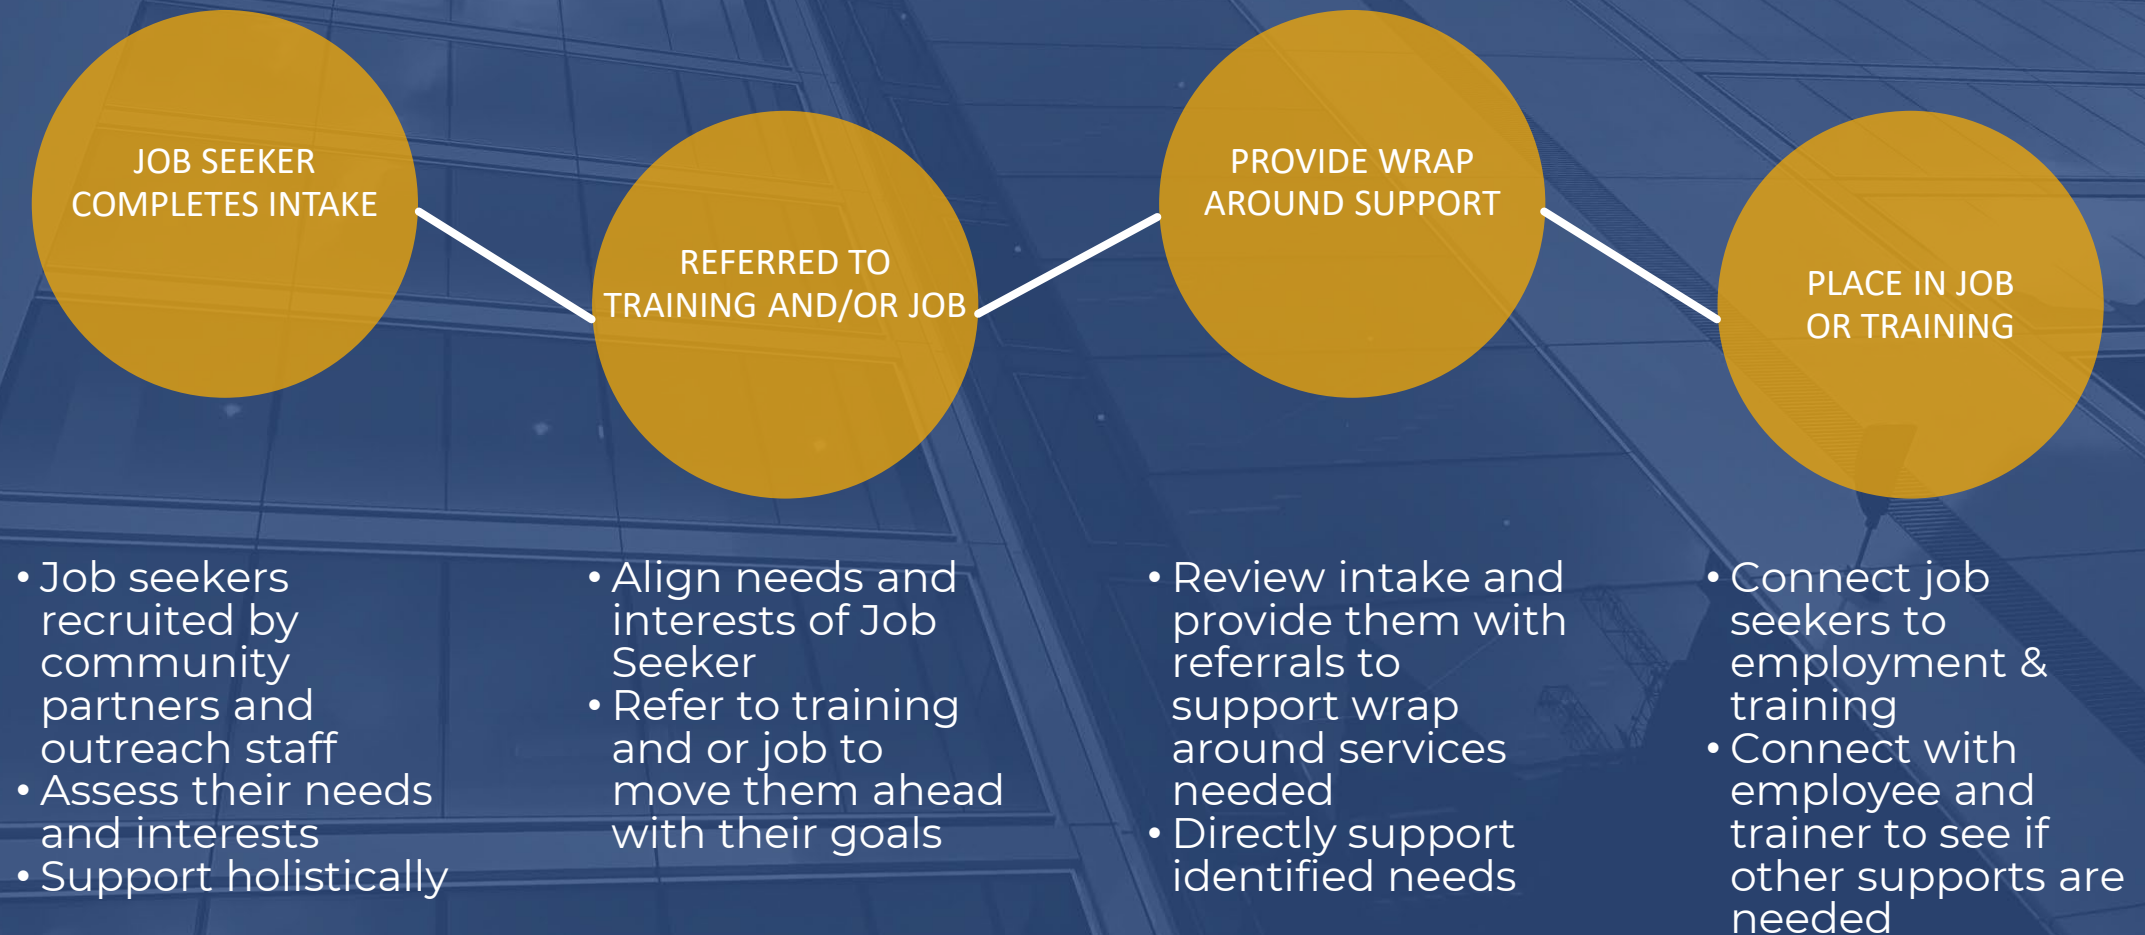 JOB SEEKER
COMPLETES INTAKE
REFERRED TO
TRAINING AND/OR JOB
PROVIDE WRAP
AROUND SUPPORT
PLACE IN JOB
OR TRAINING
• Job seekers
recruited by
community
partners and
outreach staff
• Assess their needs
and interests
• Support holistically
• Align needs and
interests of Job
Seeker
• Refer to training
and or job to
move them ahead
with their goals
• Review intake and
provide them with
referrals to
support wrap
around services
needed
• Directly support
identified needs
• Connect job
seekers to
employment &
training
• Connect with
employee and
trainer to see if
other supports are
needed